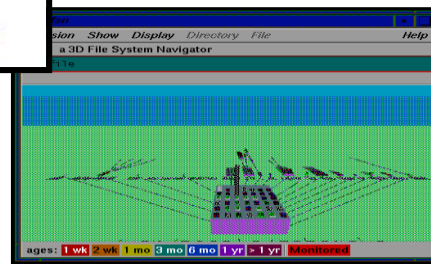 sion Show Display Directory File Help
a 3D File System Navigator
file
ages: 1 wk 2 wk 1 mo 3 mo 6 mo 1 yr > 1 yr Monitored